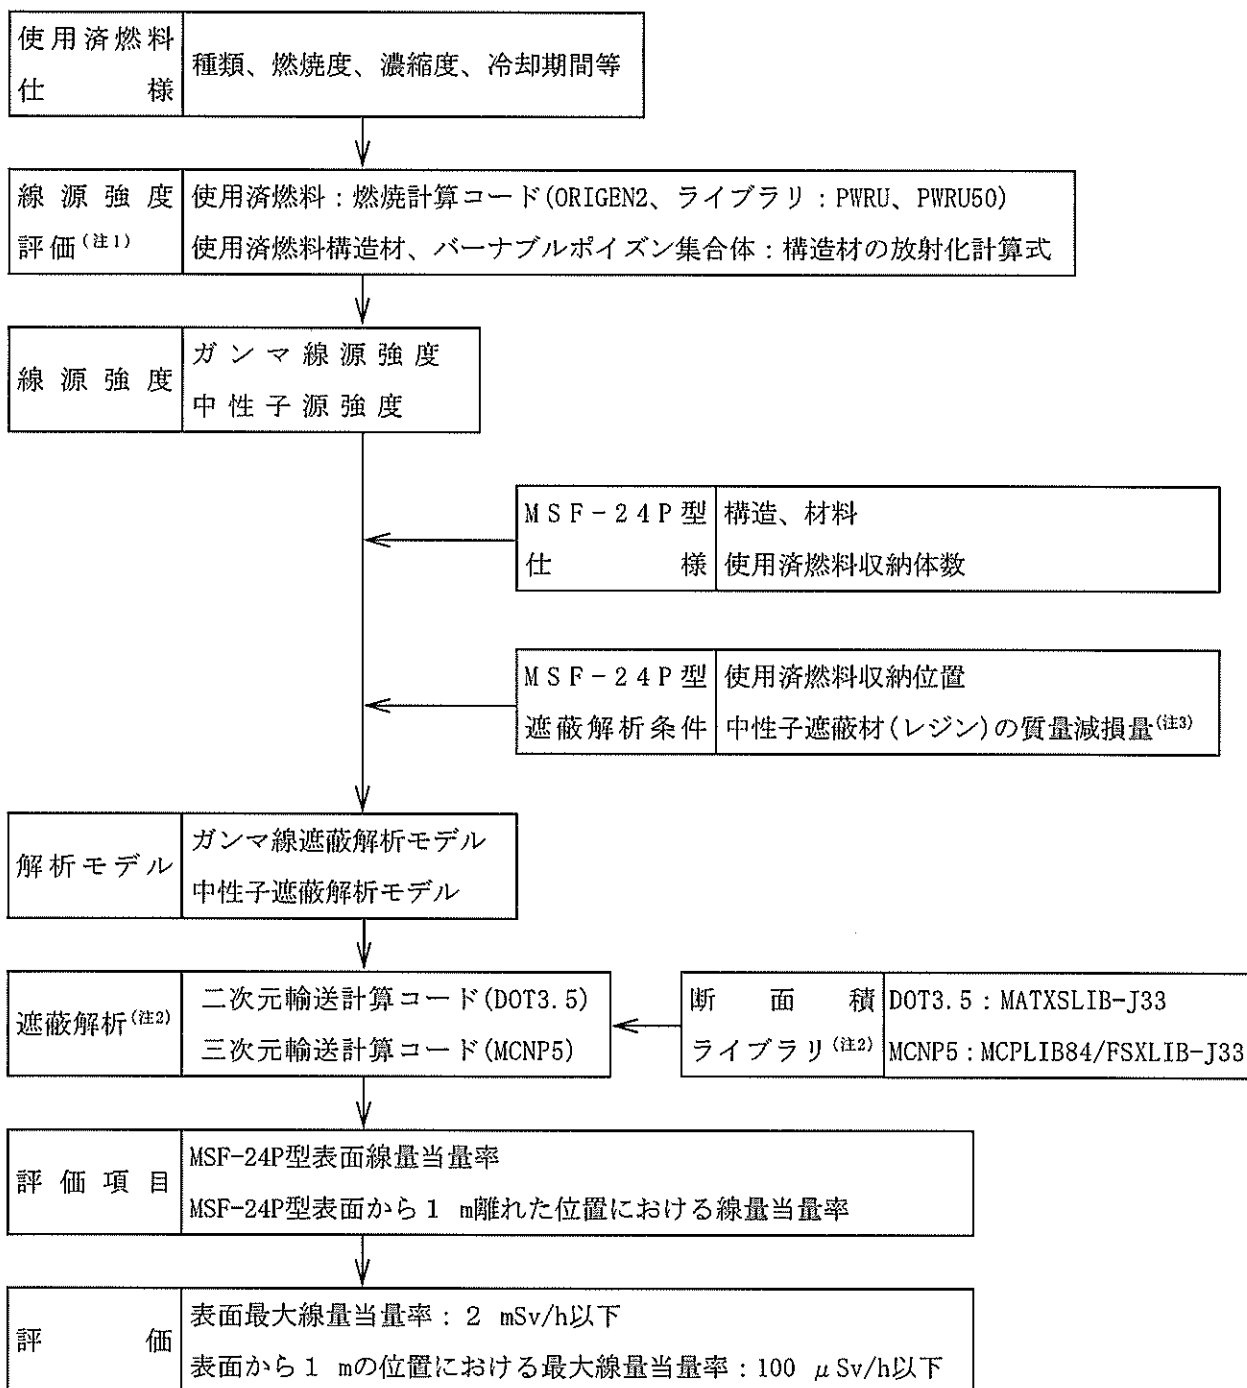 使用済燃料
仕様
種類、燃焼度、濃縮度、冷却期間等
線源強度
評価(注1)
使用済燃料：燃焼計算コード(ORIGEN2、ライブラリ：PWRU、PWRU50)
使用済燃料構造材、バーナブルポイズン集合体：構造材の放射化計算式
線源強度
ガンマ線源強度
中性子源強度
MSF-24P型
仕様
構造、材料
使用済燃料収納体数
MSF-24P型
遮蔽解析条件
使用済燃料収納位置
中性子遮蔽材(レジン)の質量減損量(注3)
解析モデル
ガンマ線遮蔽解析モデル
中性子遮蔽解析モデル
遮蔽解析(注2)
二次元輸送計算コード(DOT3.5)
三次元輸送計算コード(MCNP5)
断面積
ライブラリ(注2)
DOT3.5：MATXSLIB-J33
MCNP5：MCPLIB84/FSXLIB-J33
評価項目
MSF-24P型表面線量当量率
MSF-24P型表面から1 m離れた位置における線量当量率
評価
表面最大線量当量率：2 mSv/h以下
表面から1 mの位置における最大線量当量率：100 μSv/h以下